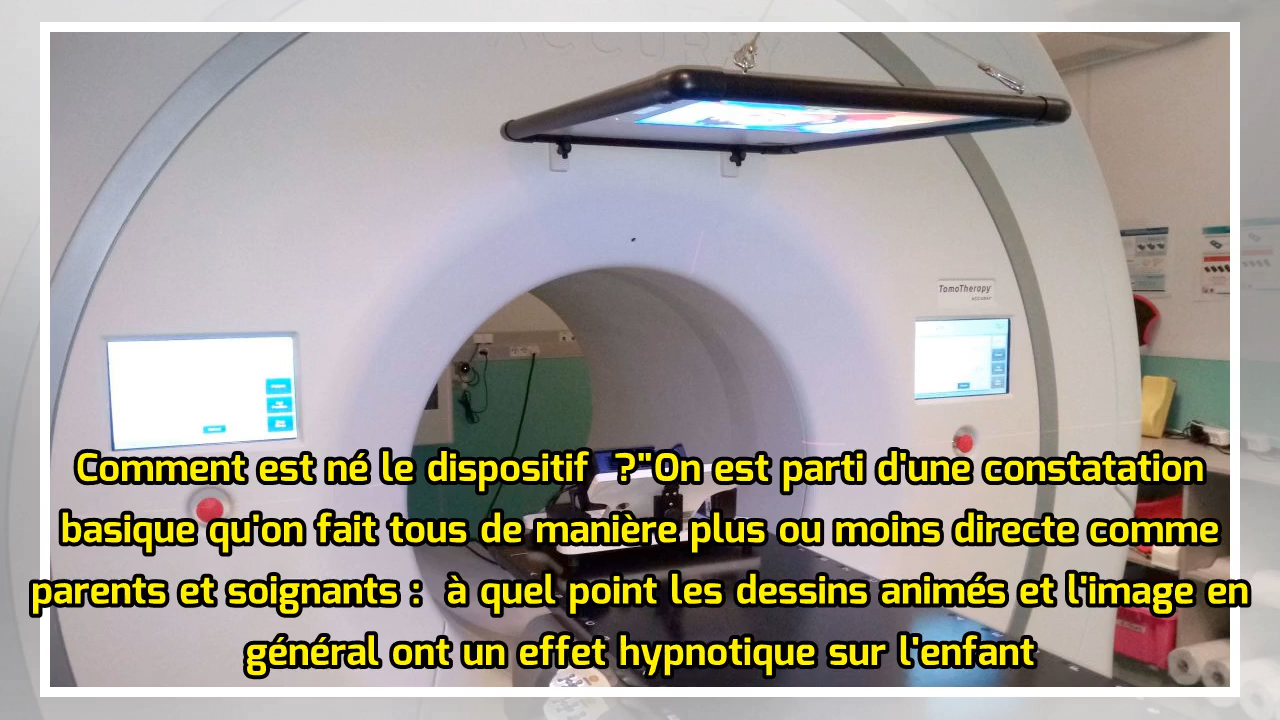 ACCURAY
TomoTherapy
ACCURAY
Comment est né le dispositif ?"On est parti d'une constatation
basique qu'on fait tous de manière plus ou moins directe comme
parents et soignants : à quel point les dessins animés et l'image en
général ont un effet hypnotique sur l'enfant